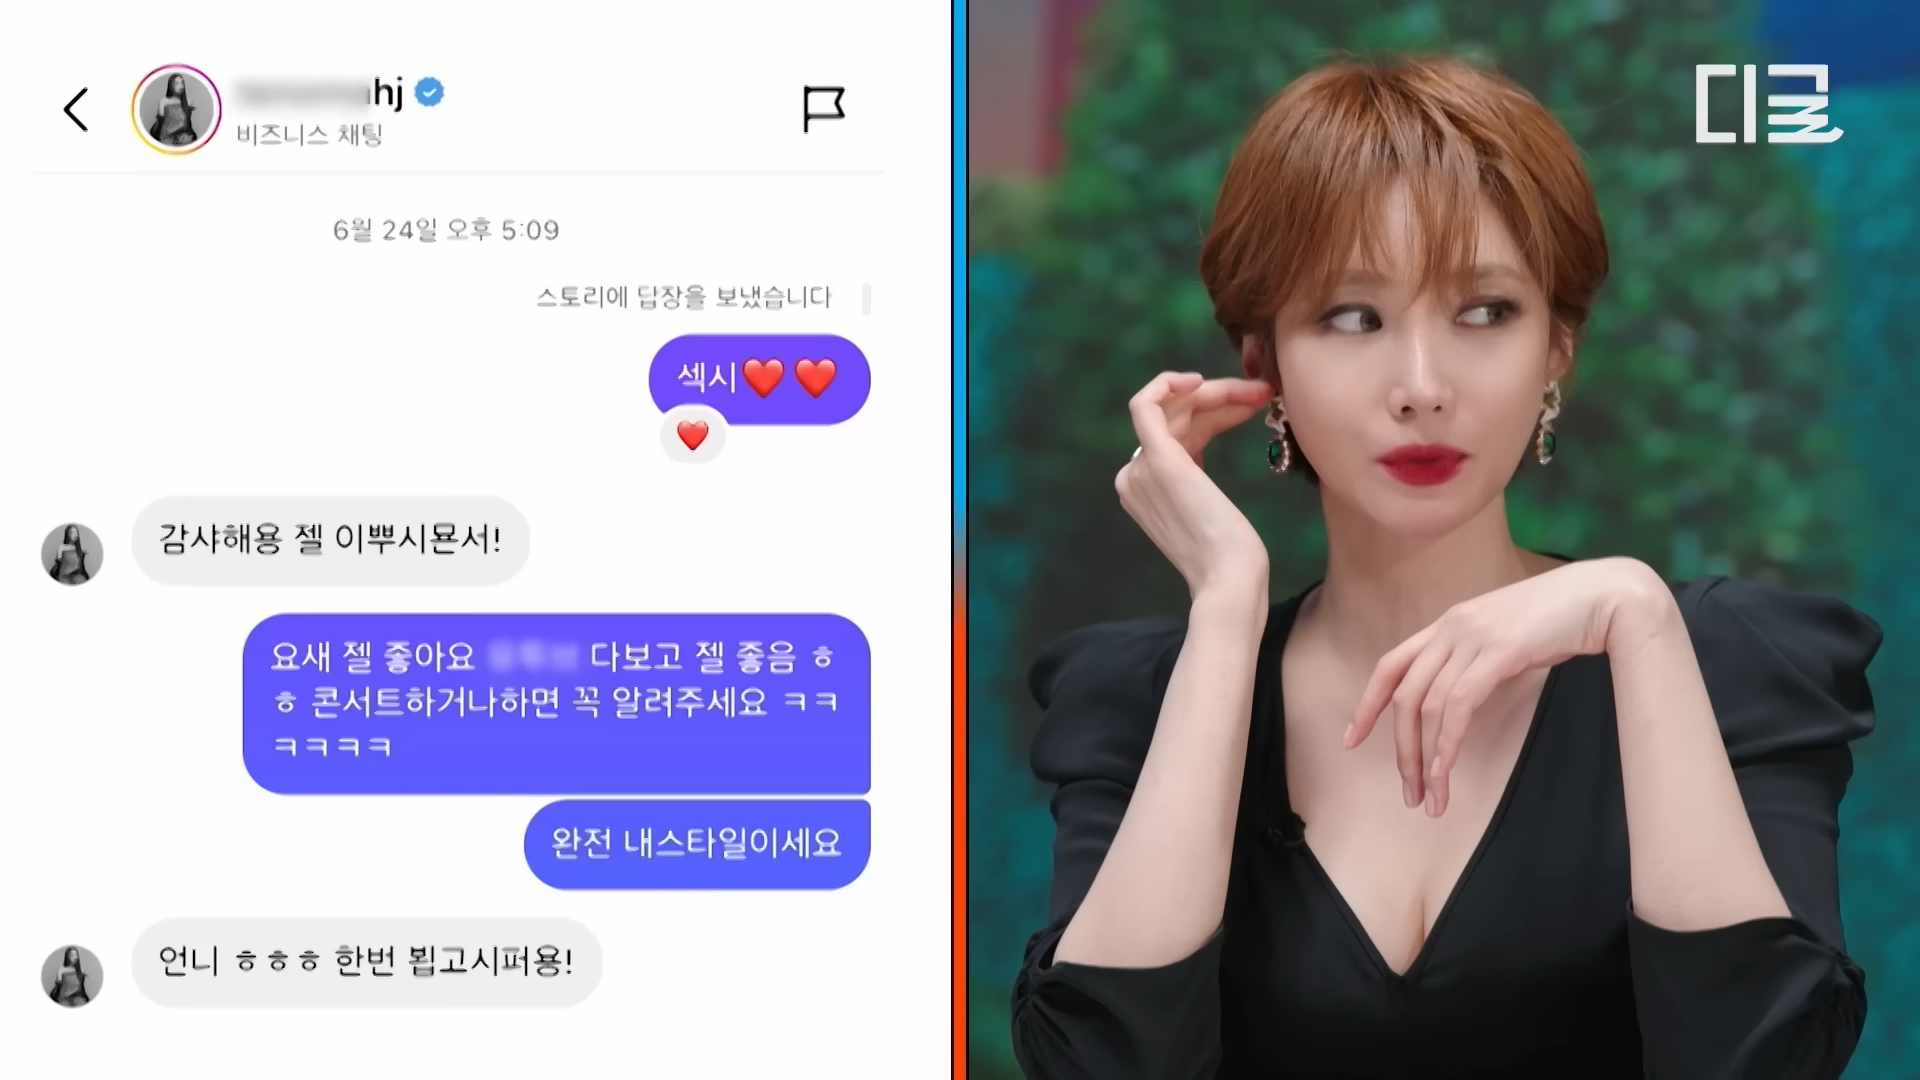 hj
비즈니스 채팅
6월 24일 오후 5:09
스토리에 답장을 보냈습니다
섹시❤️❤️
❤️
감샤해용 젤 이뿌시묜서!
요새 젤 좋아요 다보고 젤 좋음 ㅎ
ㅎ 콘서트하거나하면 꼭 알려주세요 ㅋㅋ
ㅋㅋㅋㅋ
완전 내스타일이세요
언니 ㅎㅎㅎ 한번 뵙고시퍼용!
디글